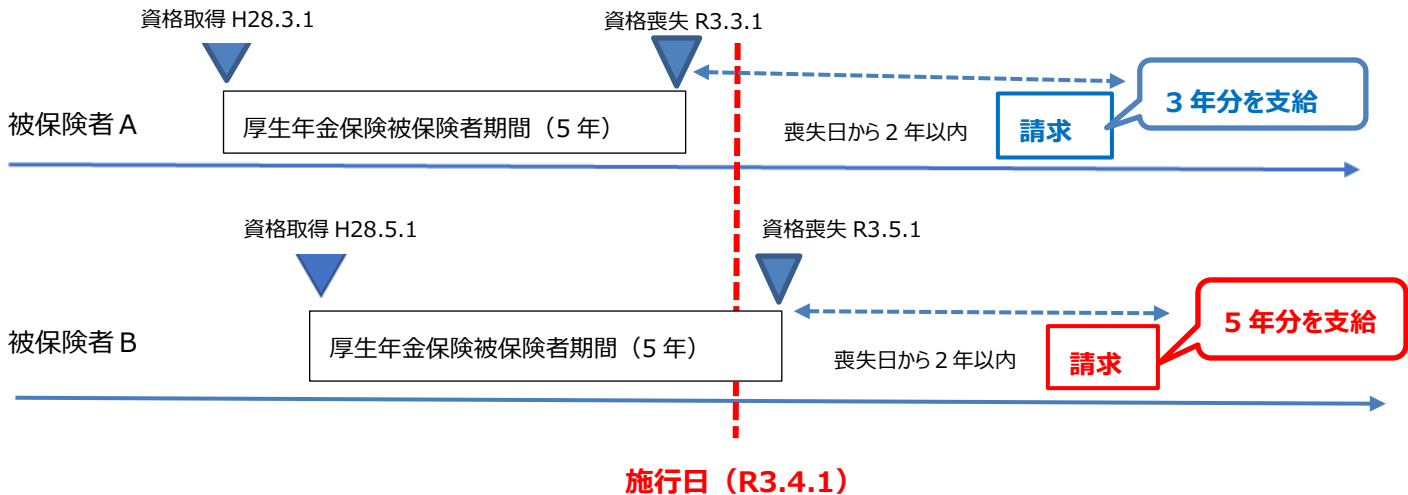 資格取得 H28.3.1
資格喪失 R3.3.1
被保険者A
厚生年金保険被保険者期間（5 年）
喪失日から 2 年以内
請求
3 年分を支給
資格取得 H28.5.1
資格喪失 R3.5.1
被保険者B
厚生年金保険被保険者期間（5 年）
喪失日から 2 年以内
請求
5 年分を支給
施行日（R3.4.1）